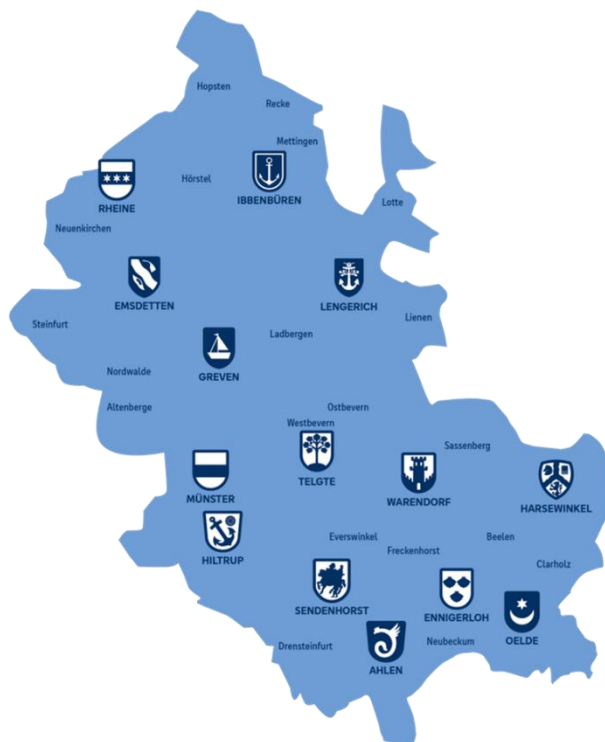 Hopsten
Recke
Mettingen
Hörstel
RHEINE
IBBENBÜREN
Lotte
Neuenkirchen
EMSDETTEN
LENGERICH
Lienen
Steinfurt
Ladbergen
GREVEN
Nordwalde
Altenberge
Ostbevern
Westbevern
Sassenberg
TELGTE
MÜNSTER
WARENDORF
HARSEWINKEL
Everswinkel
Beelen
Freckenhorst
HILTRUP
Clarholz
SENDENHORST
ENNIGERLOH
OELDE
Drensteinfurt
Neubeckum
AHLEN